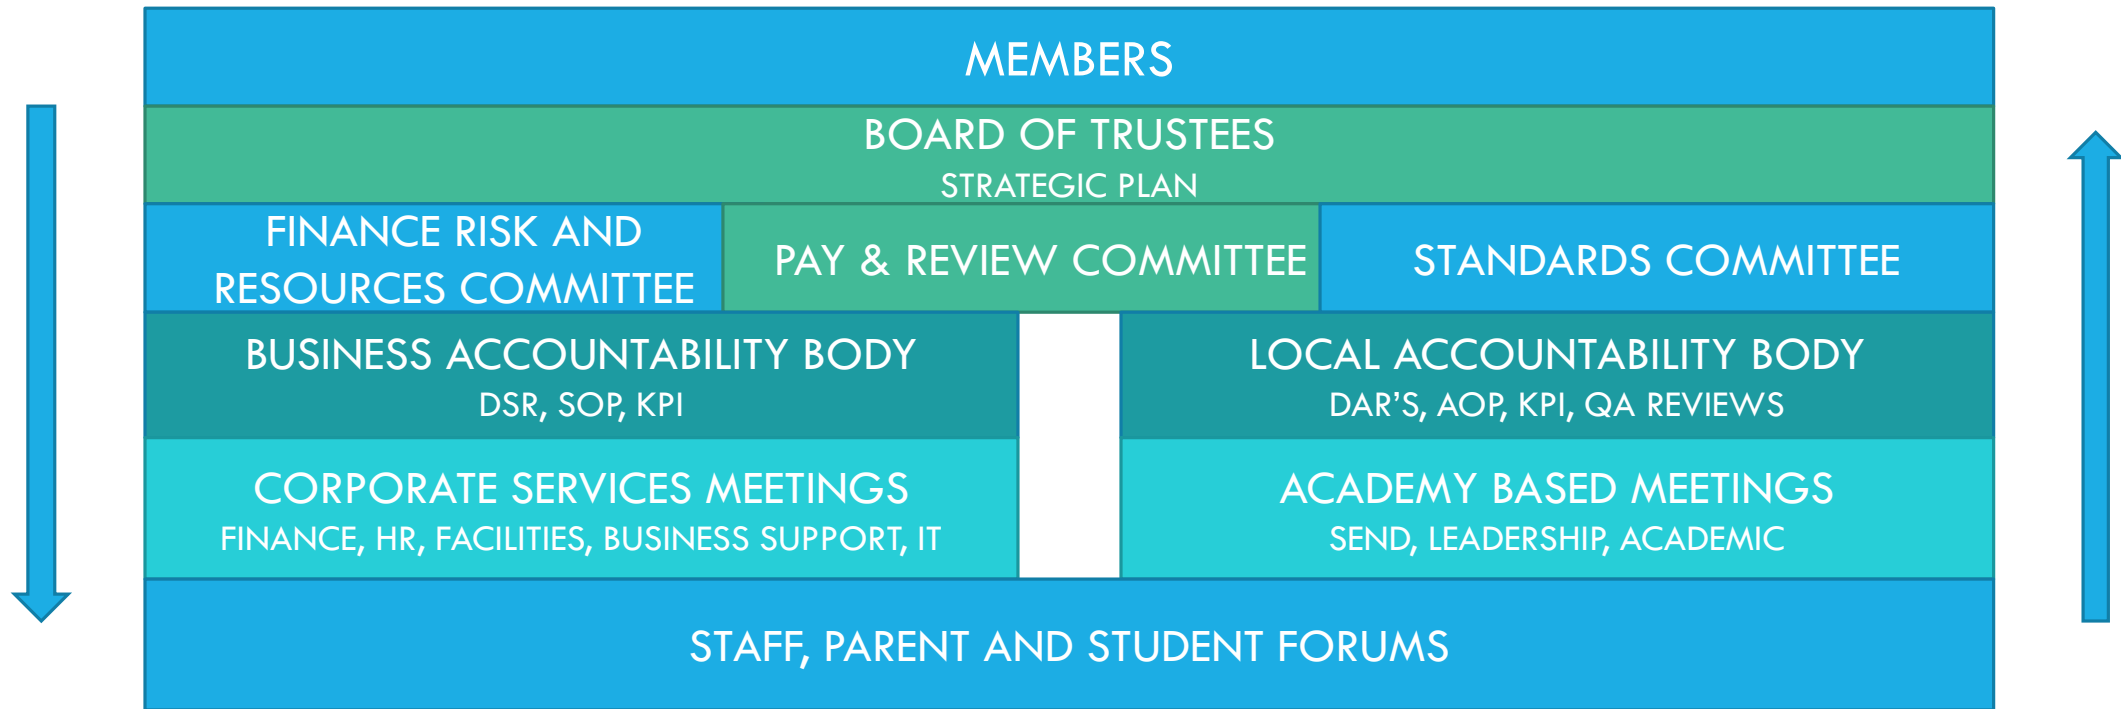 MEMBERS
BOARD OF TRUSTEES
STRATEGIC PLAN
FINANCE RISK AND
RESOURCES COMMITTEE
PAY & REVIEW COMMITTEE
STANDARDS COMMITTEE
BUSINESS ACCOUNTABILITY BODY
DSR, SOP, KPI
LOCAL ACCOUNTABILITY BODY
DAR’S, AOP, KPI, QA REVIEWS
CORPORATE SERVICES MEETINGS
FINANCE, HR, FACILITIES, BUSINESS SUPPORT, IT
ACADEMY BASED MEETINGS
SEND, LEADERSHIP, ACADEMIC
STAFF, PARENT AND STUDENT FORUMS